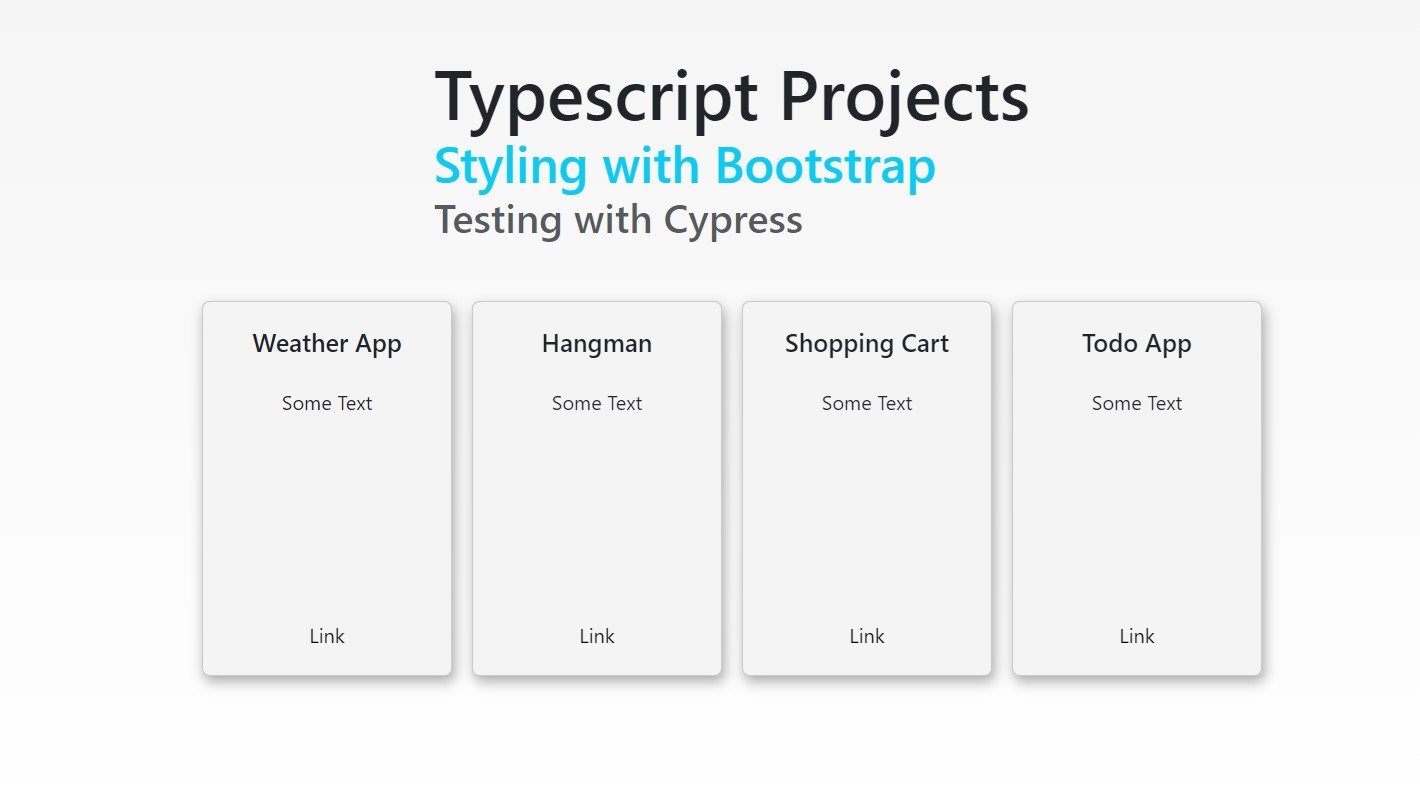 Typescript Projects
Styling with Bootstrap
Testing with Cypress
Weather App
Some Text
Link
Hangman
Some Text
Link
Shopping Cart
Some Text
Link
Todo App
Some Text
Link